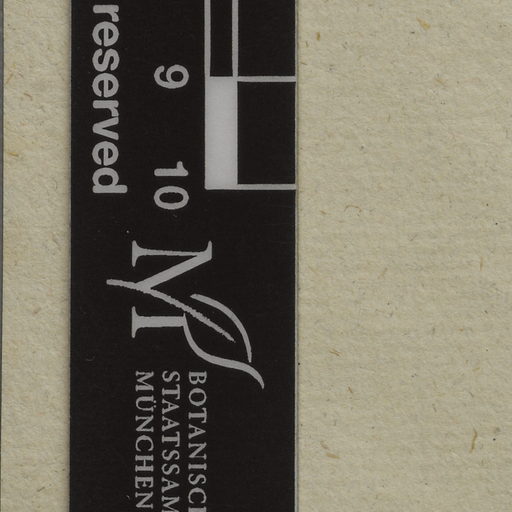 reserved
9 10
M
BOTANISC
STAATSSAM
MÜNCHEN